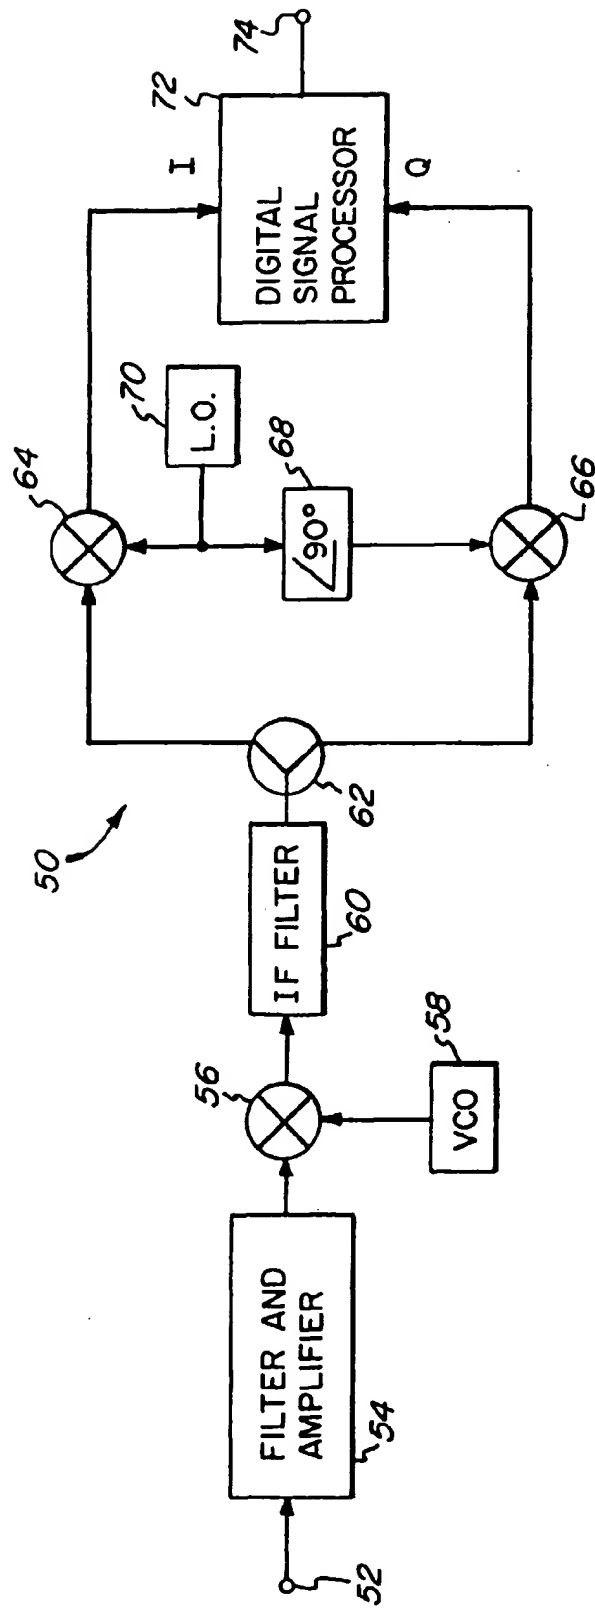 50
52
FILTER AND
AMPLIFIER
54
56
VCO
58
IF FILTER
60
62
64
L.O.
70
∠90°
68
66
I
72
DIGITAL
SIGNAL
PROCESSOR
Q
74